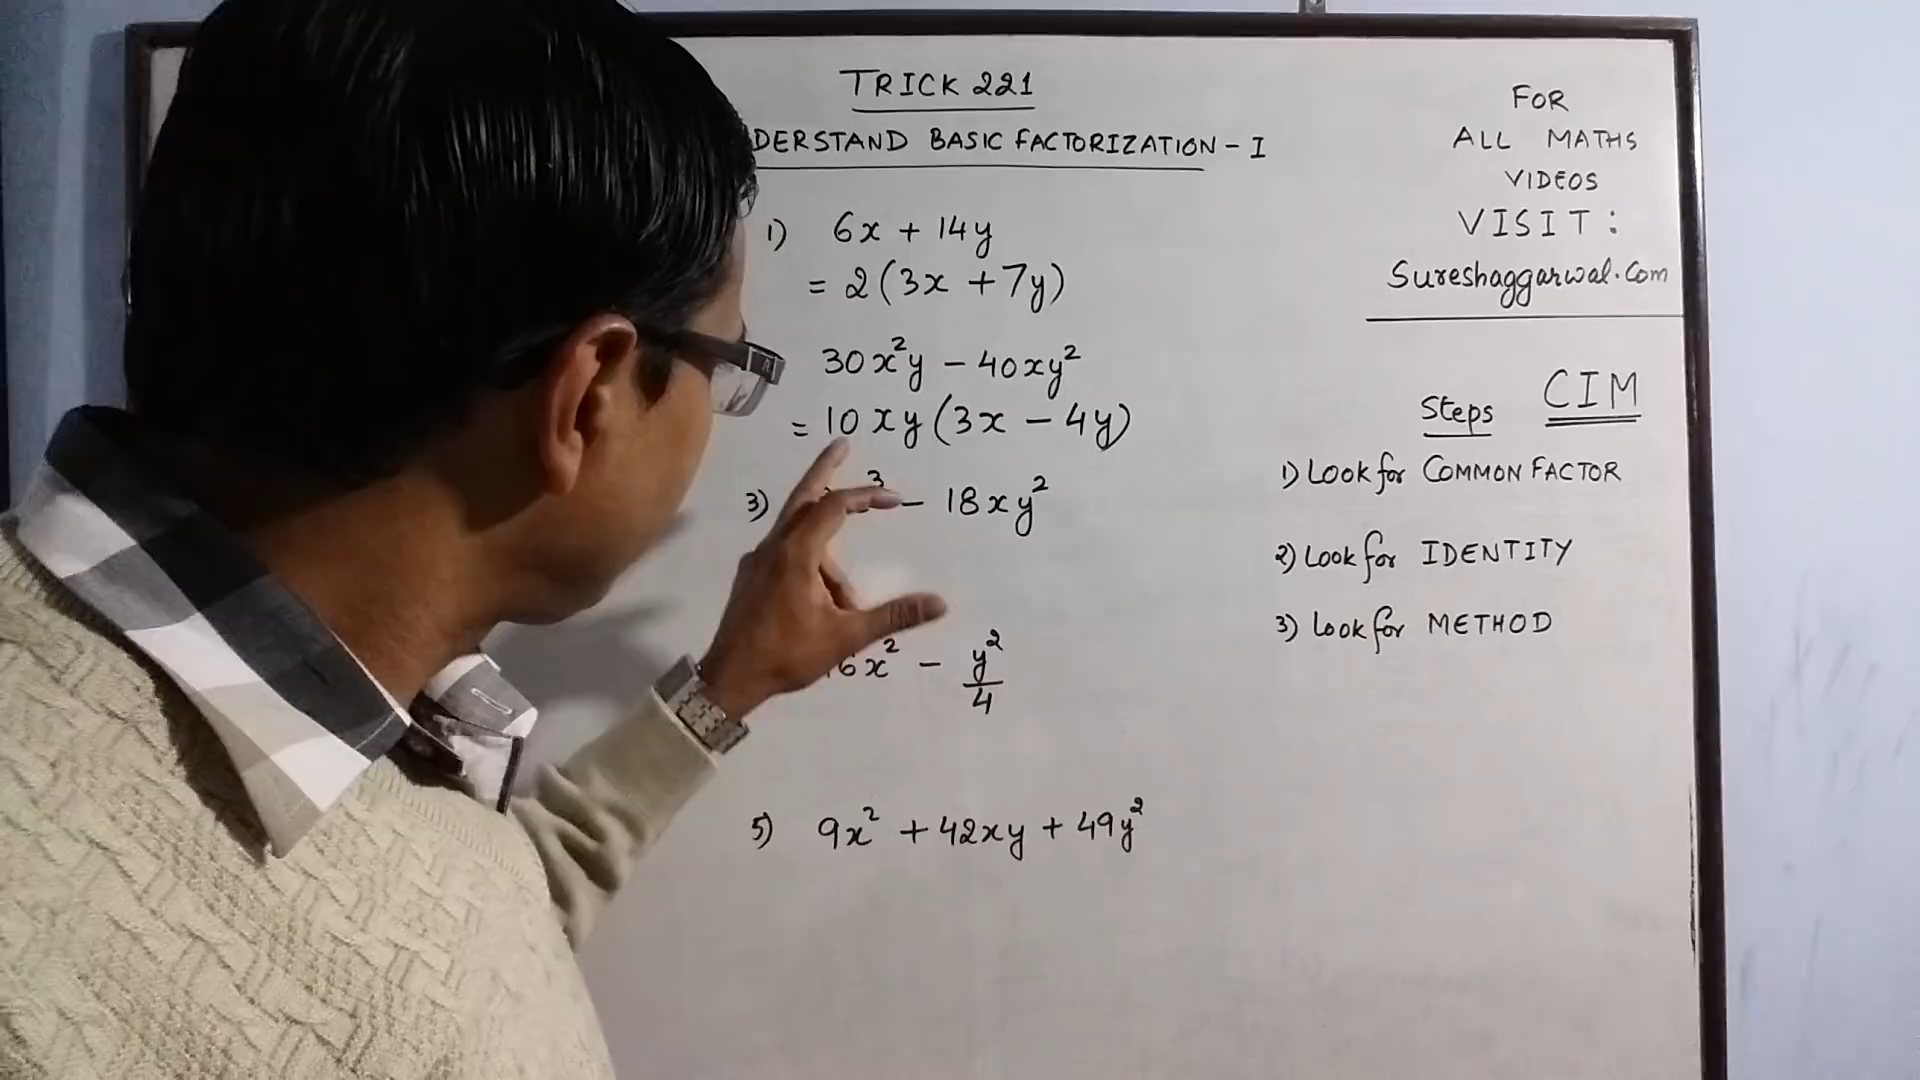 TRICK 221
DERSTAND BASIC FACTORIZATION - I
1) 6x + 14y
= 2(3x + 7y)
30x²y - 40xy²
= 10xy(3x - 4y)
3) ³ - 18xy²
6x² - y²/4
5) 9x² + 42xy + 49y²
FOR
ALL MATHS
VIDEOS
VISIT:
Sureshaggarwal.Com
Steps CIM
1) Look for COMMON FACTOR
2) Look for IDENTITY
3) Look for METHOD